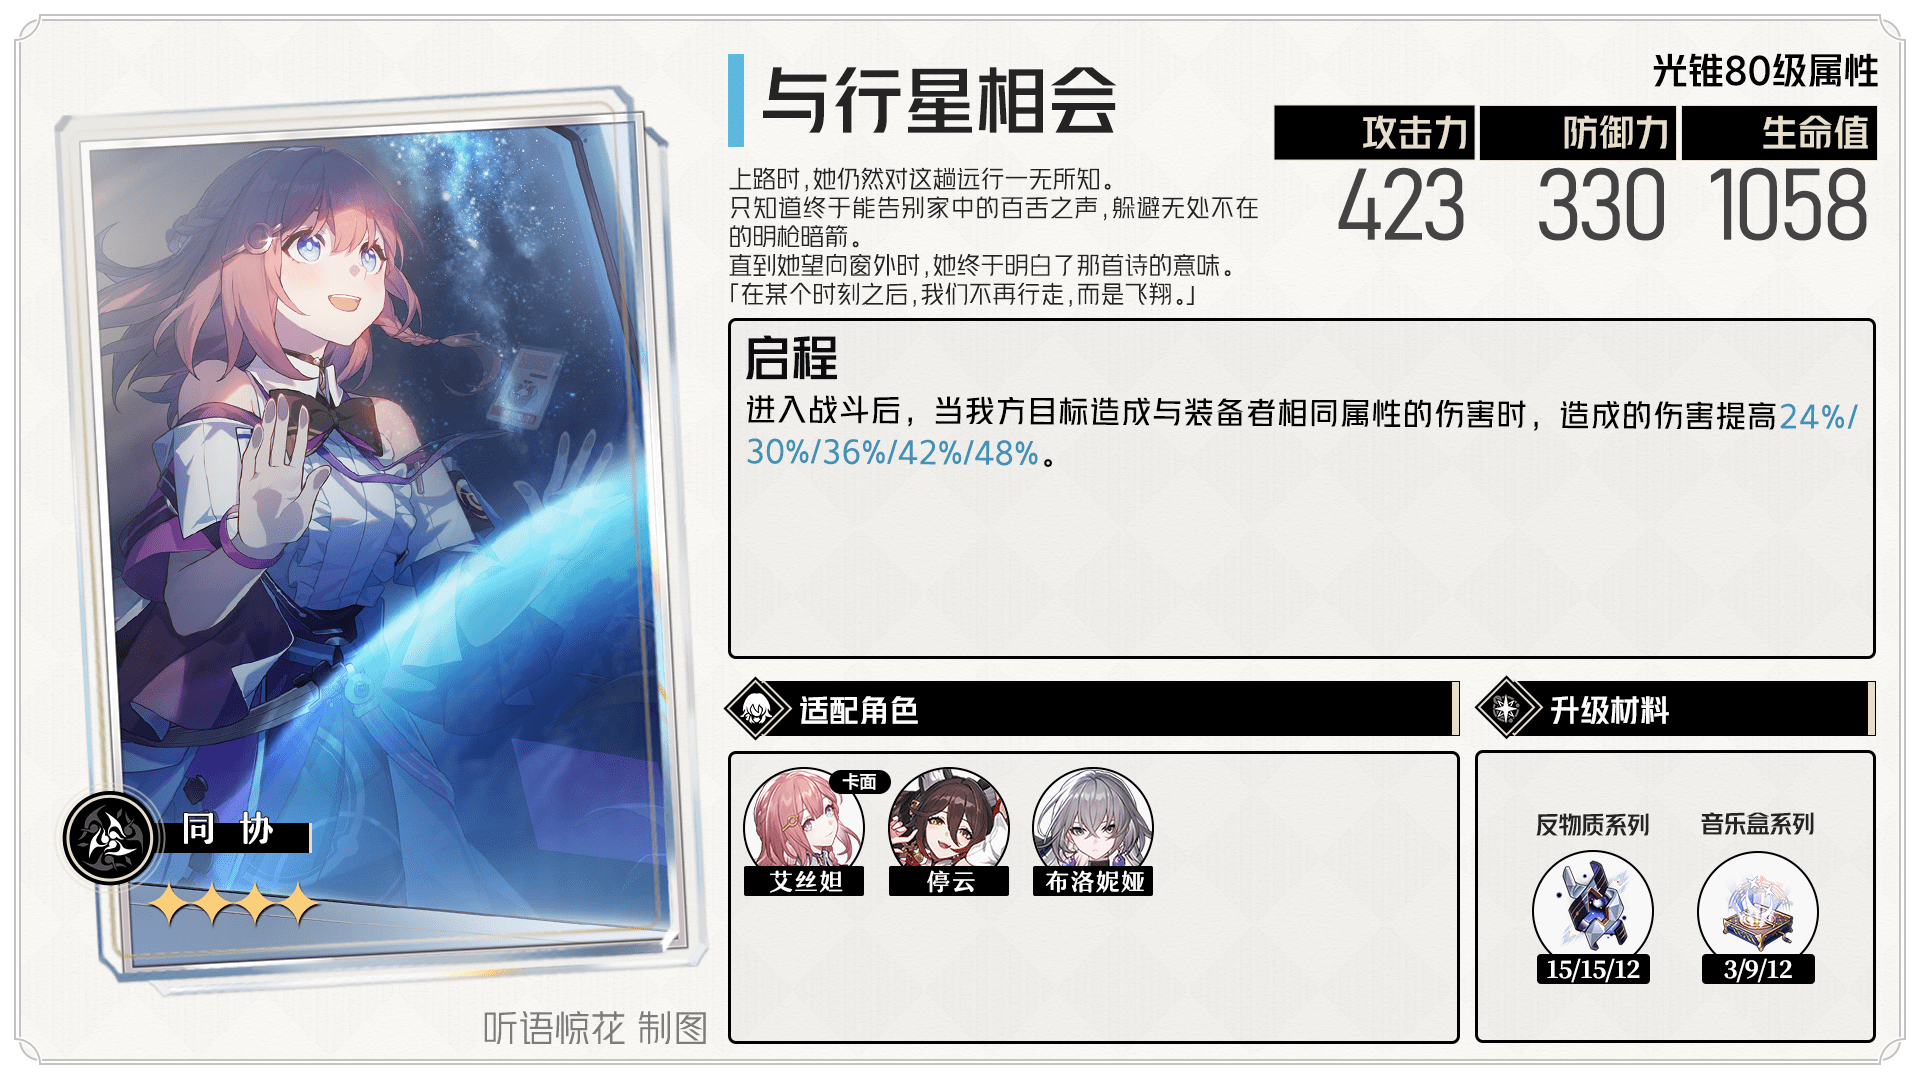 与行星相会
光锥80级属性
攻击力 防御力 生命值
423 330 1058
上路时,她仍然对这趟远行一无所知。
只知道终于能告别家中的百舌之声,躲避无处不在
的明枪暗箭。
直到她望向窗外时,她终于明白了那首诗的意味。
「在某个时刻之后,我们不再行走,而是飞翔。」
启程
进入战斗后，当我方目标造成与装备者相同属性的伤害时，造成的伤害提高24%/
30%/36%/42%/48%。
同 协
适配角色
卡面
艾丝妲 停云 布洛妮娅
升级材料
反物质系列 音乐盒系列
15/15/12 3/9/12
听语惊花 制图